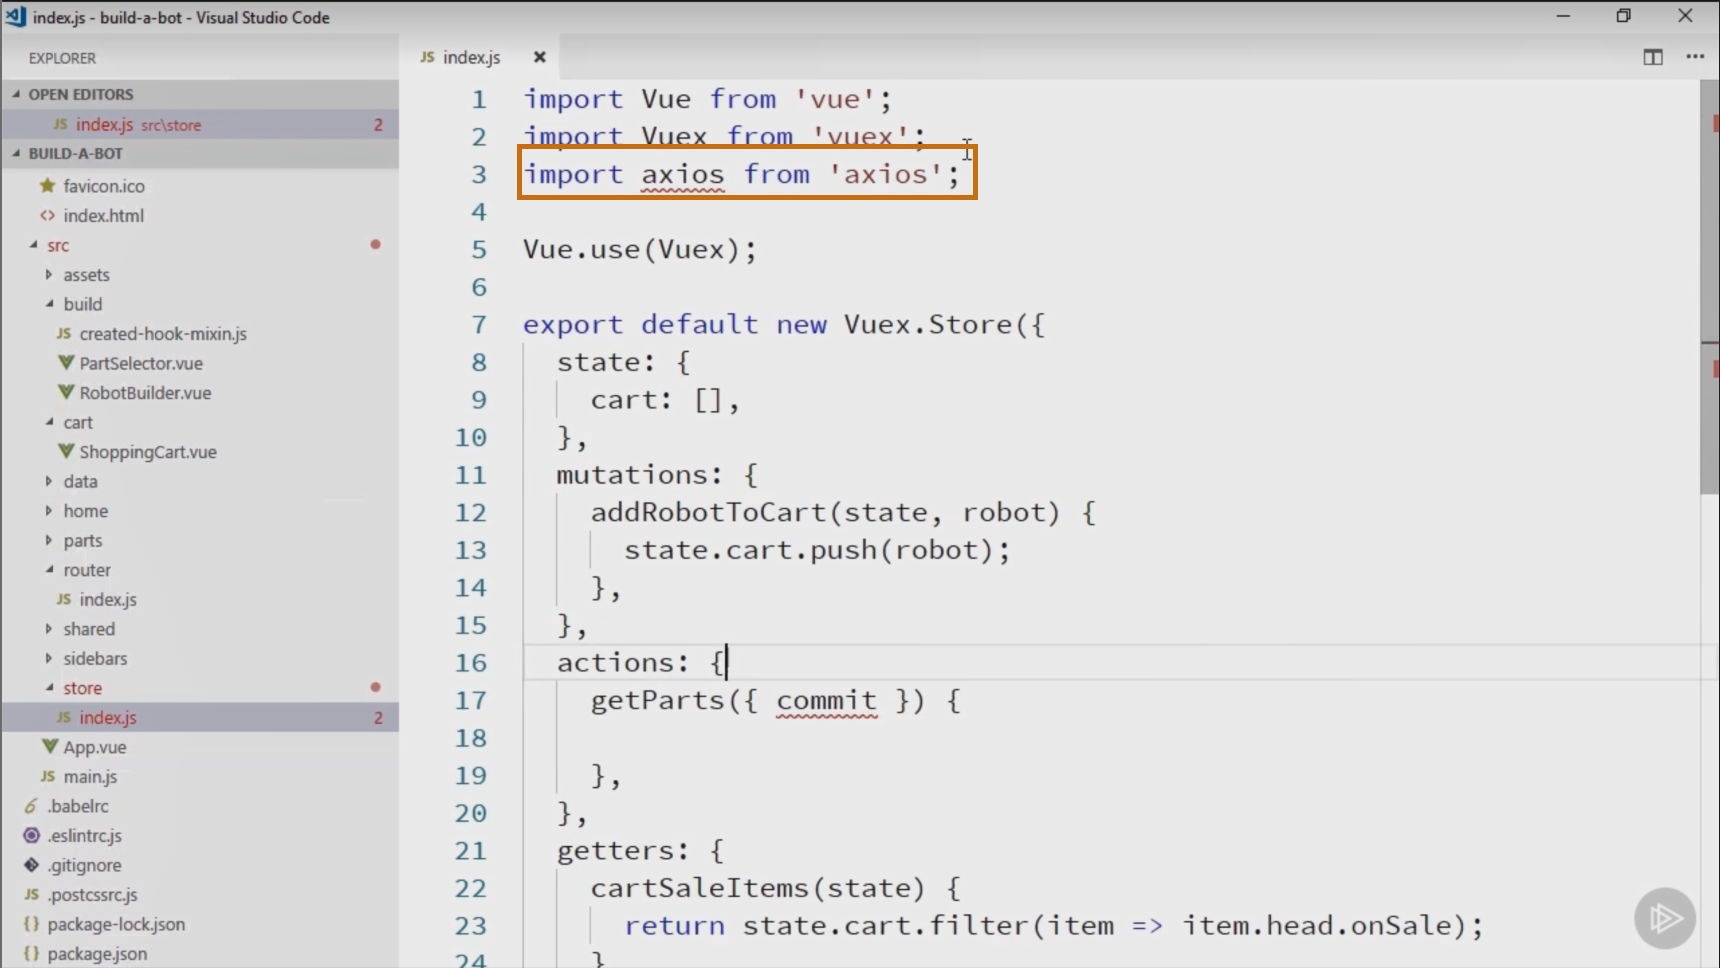 index.js - build-a-bot - Visual Studio Code
EXPLORER
OPEN EDITORS
JS index.js src\store 2
BUILD-A-BOT
favicon.ico
<> index.html
src
assets
build
JS created-hook-mixin.js
PartSelector.vue
RobotBuilder.vue
cart
ShoppingCart.vue
data
home
parts
router
JS index.js
shared
sidebars
store
JS index.js 2
App.vue
JS main.js
.babelrc
.eslintrc.js
.gitignore
JS .postcssrc.js
{} package-lock.json
{} package.json
JS index.js
1 import Vue from 'vue';
2 import Vuex from 'vuex';
3 import axios from 'axios';
4
5 Vue.use(Vuex);
6
7 export default new Vuex.Store({
8 state: {
9 cart: [],
10 },
11 mutations: {
12 addRobotToCart(state, robot) {
13 state.cart.push(robot);
14 },
15 },
16 actions: {
17 getParts({ commit }) {
18
19 },
20 },
21 getters: {
22 cartSaleItems(state) {
23 return state.cart.filter(item => item.head.onSale);
24 }